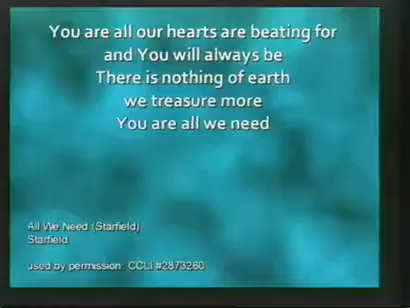 You are all our hearts are beating for
and You will always be
There is nothing of earth
we treasure more
You are all we need
All We Need (Starfield)
Starfield
used by permission: CCLI #2873260